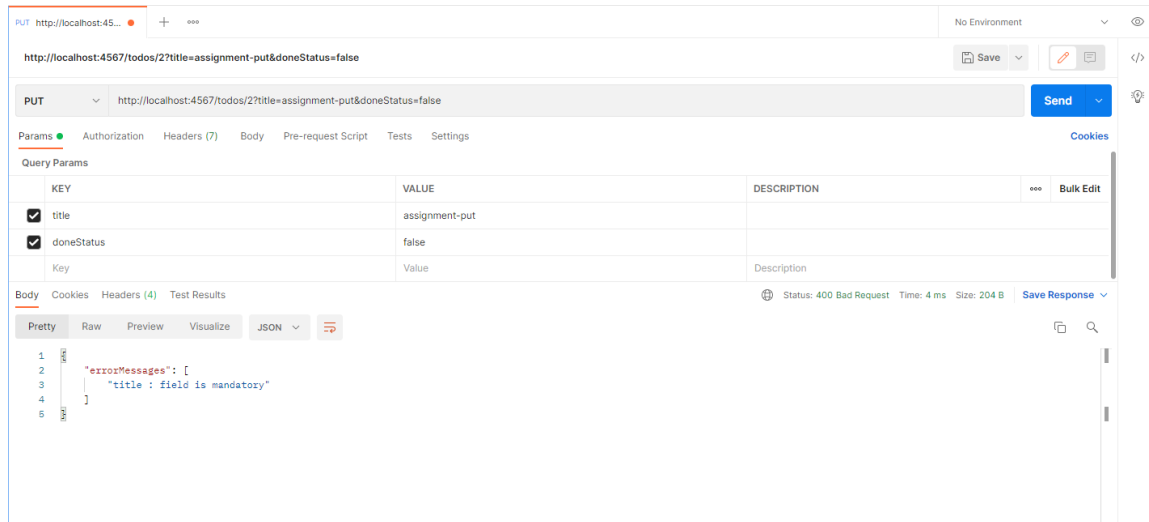 PUT http://localhost:45... No Environment
http://localhost:4567/todos/2?title=assignment-put&doneStatus=false Save
PUT http://localhost:4567/todos/2?title=assignment-put&doneStatus=false Send
Params Authorization Headers (7) Body Pre-request Script Tests Settings Cookies
Query Params
KEY VALUE DESCRIPTION Bulk Edit
title assignment-put
doneStatus false
Key Value Description
Body Cookies Headers (4) Test Results Status: 400 Bad Request Time: 4 ms Size: 204 B Save Response
Pretty Raw Preview Visualize JSON
1 {
2 "errorMessages": [
3 "title : field is mandatory"
4 ]
5 }